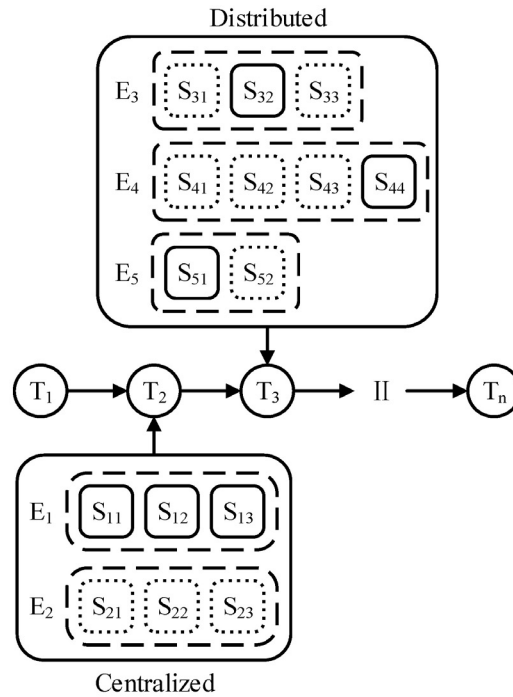 Distributed
E3 S31 S32 S33
E4 S41 S42 S43 S44
E5 S51 S52
T1 T2 T3 II Tn
E1 S11 S12 S13
E2 S21 S22 S23
Centralized